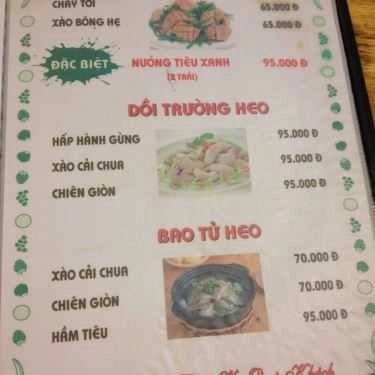 CHÁY TỎI 65.000
XÀO BÔNG HẸ 65.000 Đ
ĐẶC BIỆT NƯỚNG TIÊU XANH 95.000 Đ
(2 TRÁI)
DỒI TRƯỜNG HEO
HẤP HÀNH GỪNG 95.000 Đ
XÀO CẢI CHUA 95.000 Đ
CHIÊN GIÒN 95.000 Đ
BAO TỬ HEO
XÀO CẢI CHUA 70.000 Đ
CHIÊN GIÒN 70.000 Đ
HẦM TIÊU 95.000 Đ
Khách